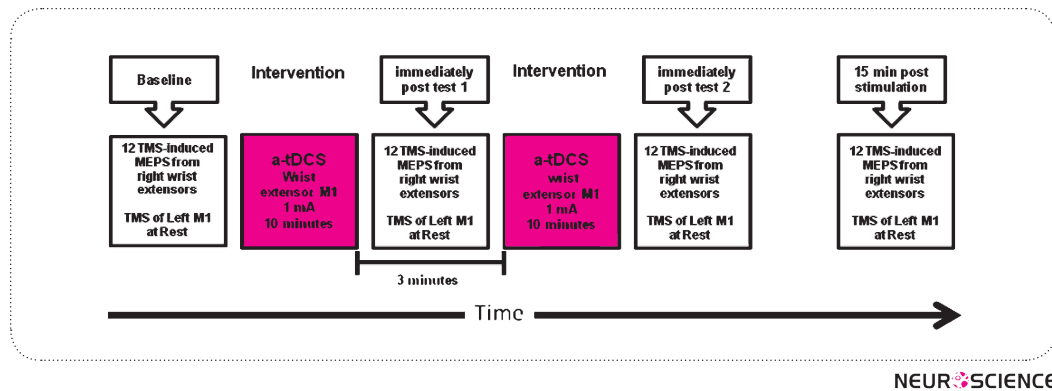 Baseline
Intervention
immediately
post test 1
Intervention
immediately
post test 2
15 min post
stimulation
12 TMS-induced
MEPS from
right wrist
extensors
TMS of Left M1
at Rest
a-tDCS
Wrist
extensor M1
1 mA
10 minutes
12 TMS-induced
MEPS from
right wrist
extensors
TMS of Left M1
at Rest
a-tDCS
wrist
extensor M1
1 mA
10 minutes
12 TMS-induced
MEPS from
right wrist
extensors
TMS of Left M1
at Rest
12 TMS-induced
MEPS from
right wrist
extensors
TMS of Left M1
at Rest
3 minutes
Time
NEUROSCIENCE